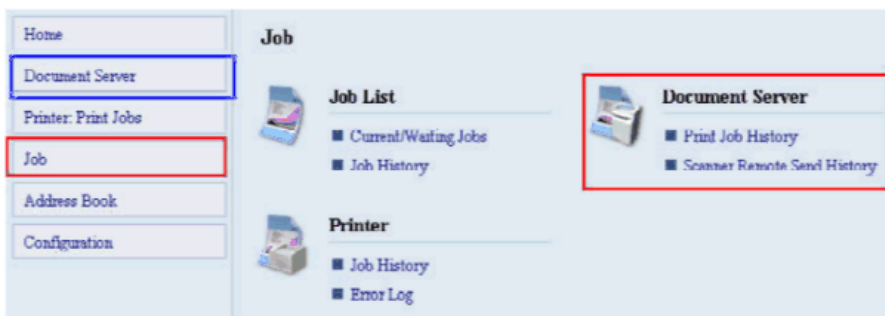 Home
Document Server
Printer: Print Jobs
Job
Address Book
Configuration
Job
Job List
Current/Waiting Jobs
Job History
Document Server
Print Job History
Scanner Remote Send History
Printer
Job History
Error Log